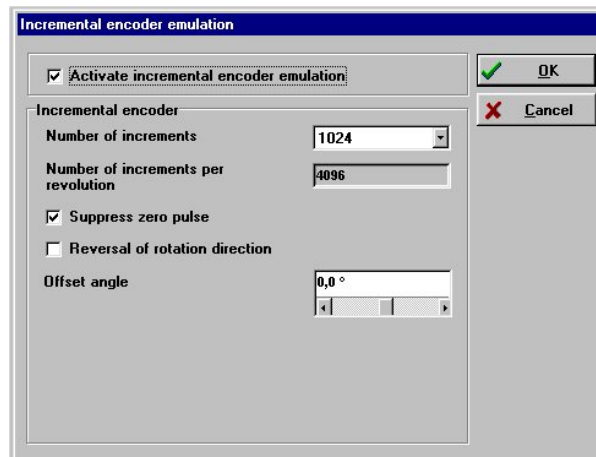 Incremental encoder emulation
Activate incremental encoder emulation
OK
Cancel
Incremental encoder
Number of increments
1024
Number of increments per
revolution
4096
Suppress zero pulse
Reversal of rotation direction
Offset angle
0,0 °